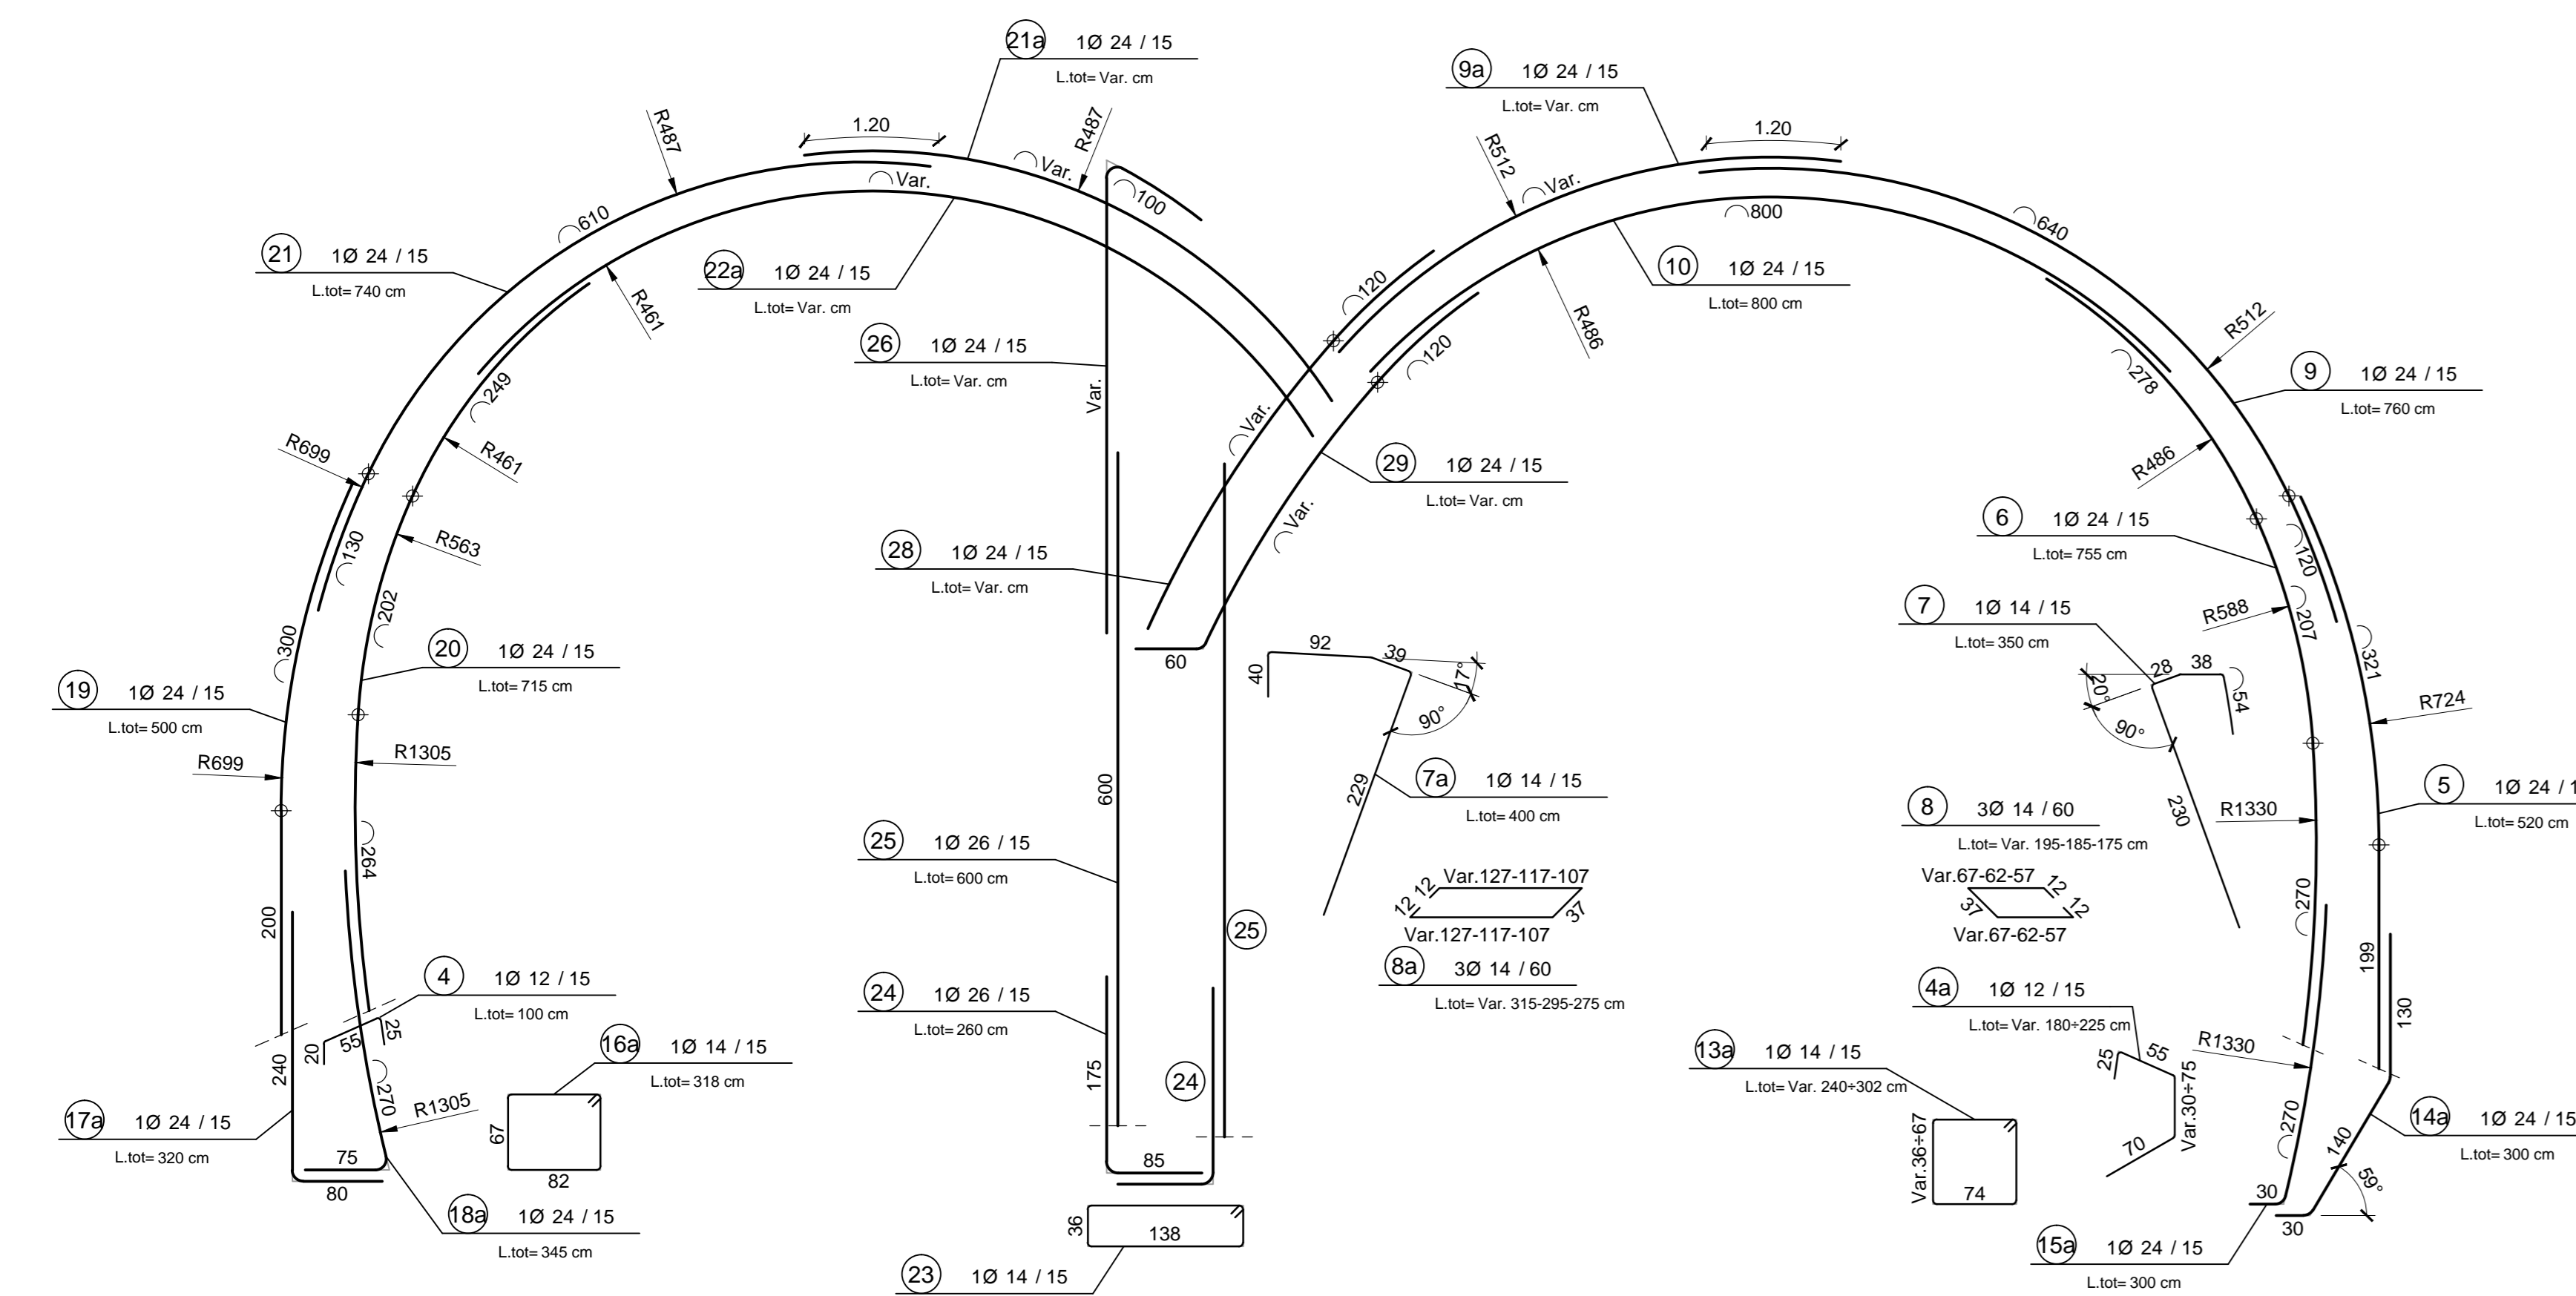 21a 1Ø 24 / 15
L.tot= Var. cm
9a 1Ø 24 / 15
L.tot= Var. cm
1.20
1.20
R487
R487
R512
Var.
Var.
Var.
100
800
610
640
21 1Ø 24 / 15
L.tot= 740 cm
22a 1Ø 24 / 15
L.tot= Var. cm
10 1Ø 24 / 15
L.tot= 800 cm
R461
120
R486
R512
26 1Ø 24 / 15
L.tot= Var. cm
Var.
120
249
278
9 1Ø 24 / 15
L.tot= 760 cm
R699
R461
Var.
29 1Ø 24 / 15
L.tot= Var. cm
R486
Var.
6 1Ø 24 / 15
L.tot= 755 cm
130
R563
28 1Ø 24 / 15
L.tot= Var. cm
120
7 1Ø 14 / 15
L.tot= 350 cm
R588
207
202
300
20 1Ø 24 / 15
L.tot= 715 cm
60
92
39
40
17°
90°
229
28
38
54
20°
90°
230
321
19 1Ø 24 / 15
L.tot= 500 cm
R724
R699
R1305
600
7a 1Ø 14 / 15
L.tot= 400 cm
8 3Ø 14 / 60
L.tot= Var. 195-185-175 cm
R1330
5 1Ø 24 / 1
L.tot= 520 cm
264
25 1Ø 26 / 15
L.tot= 600 cm
Var.127-117-107
12
12
37
Var.127-117-107
Var.67-62-57
12
12
37
Var.67-62-57
270
200
25
199
8a 3Ø 14 / 60
L.tot= Var. 315-295-275 cm
4 1Ø 12 / 15
L.tot= 100 cm
24 1Ø 26 / 15
L.tot= 260 cm
4a 1Ø 12 / 15
L.tot= Var. 180÷225 cm
130
20
55
25
240
270
16a 1Ø 14 / 15
L.tot= 318 cm
175
24
13a 1Ø 14 / 15
L.tot= Var. 240÷302 cm
25
55
Var.30÷75
70
R1330
R1305
17a 1Ø 24 / 15
L.tot= 320 cm
67
82
270
140
59°
14a 1Ø 24 / 15
L.tot= 300 cm
75
80
85
Var.36÷67
74
30
30
18a 1Ø 24 / 15
L.tot= 345 cm
36
138
15a 1Ø 24 / 15
L.tot= 300 cm
23 1Ø 14 / 15